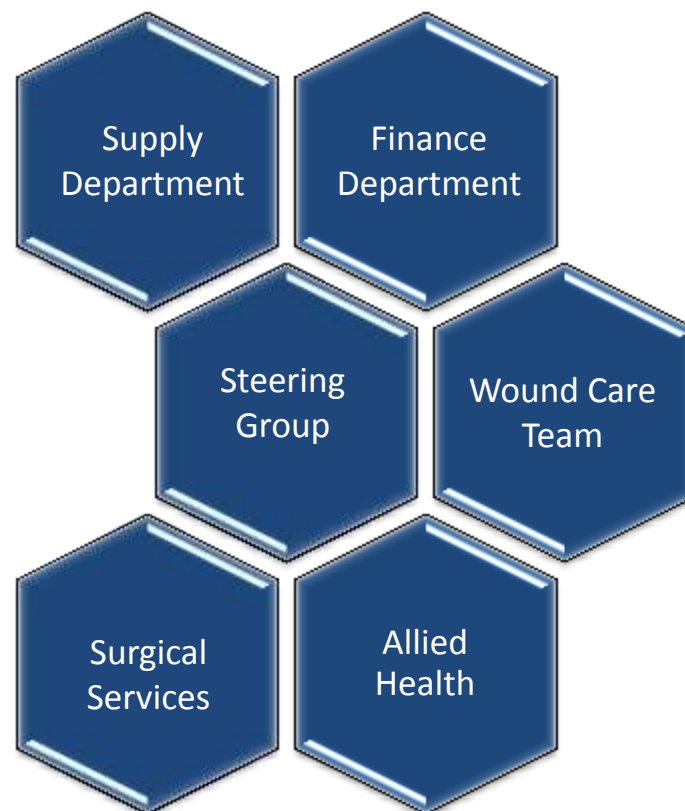 Supply
Department
Finance
Department
Steering
Group
Wound Care
Team
Surgical
Services
Allied
Health